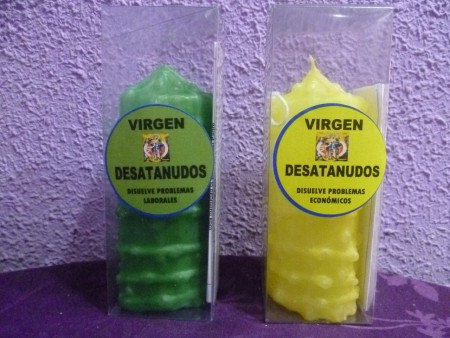 VIRGEN
DESATANUDOS
DISUELVE PROBLEMAS
LABORALES
VIRGEN
DESATANUDOS
DISUELVE PROBLEMAS
ECONÓMICOS